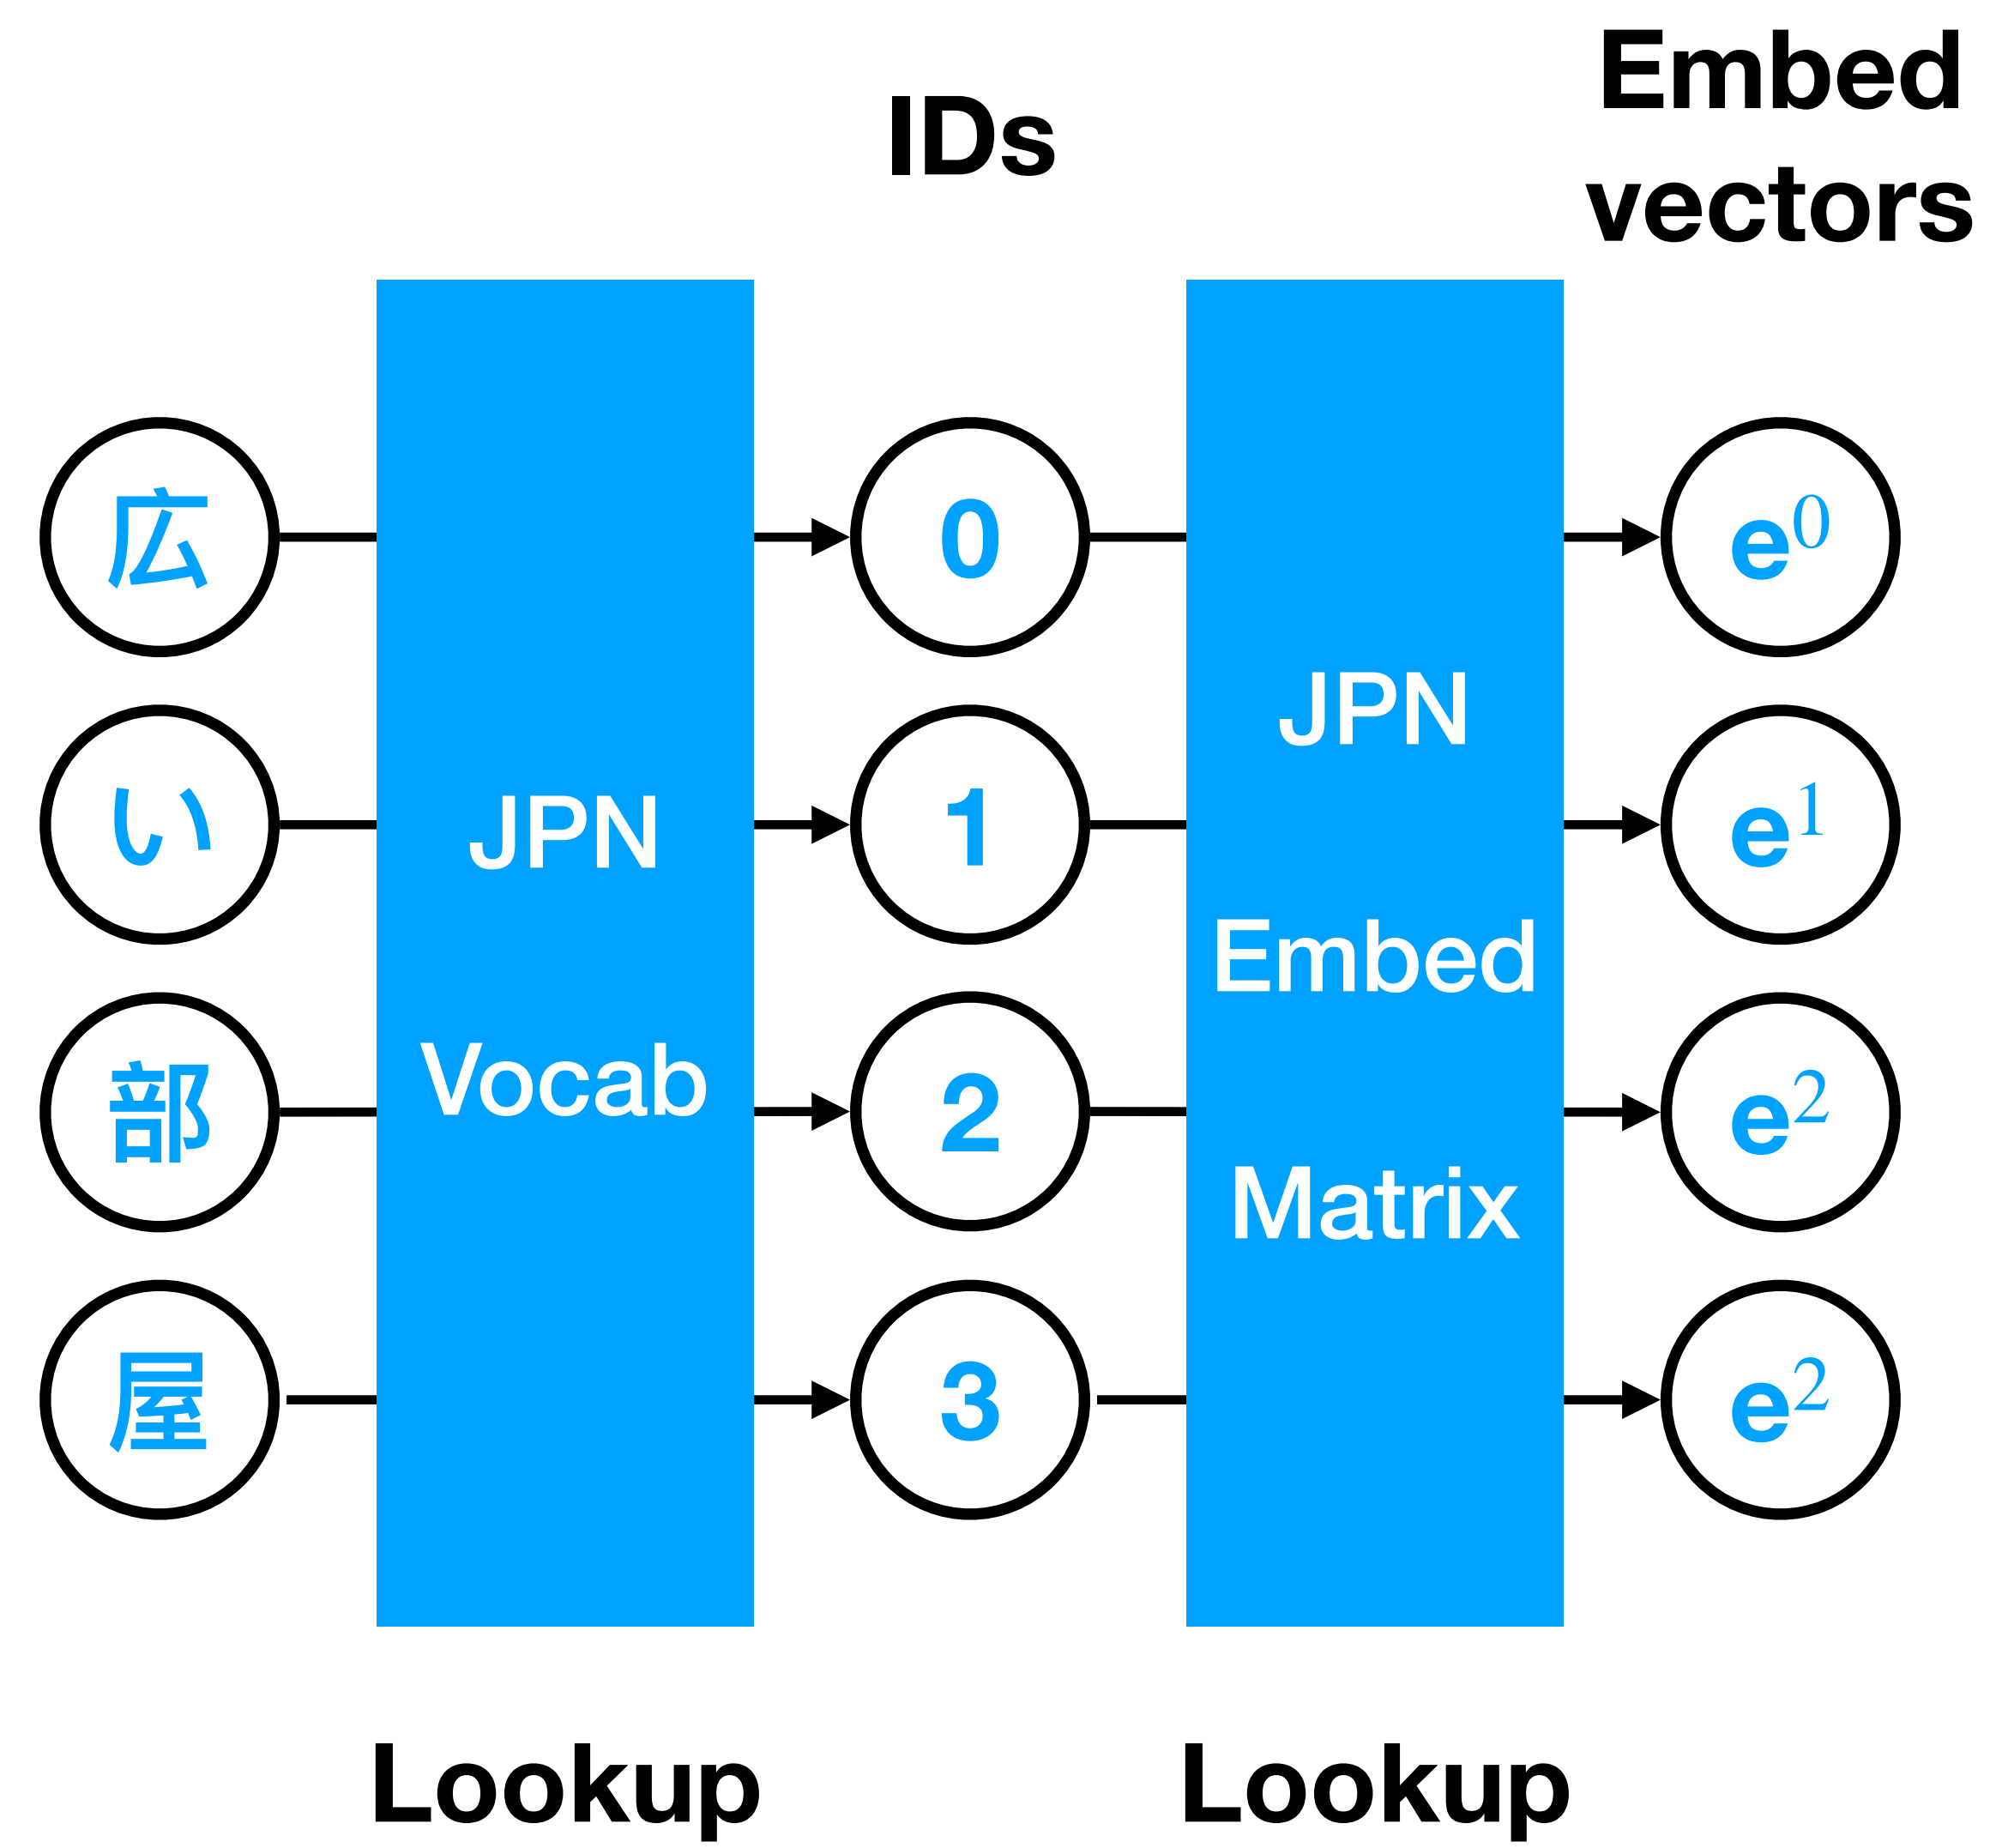 IDs
Embed
vectors
広
0
e⁰
い
1
e¹
部
2
e²
屋
3
e²
JPN
Vocab
JPN
Embed
Matrix
Lookup
Lookup